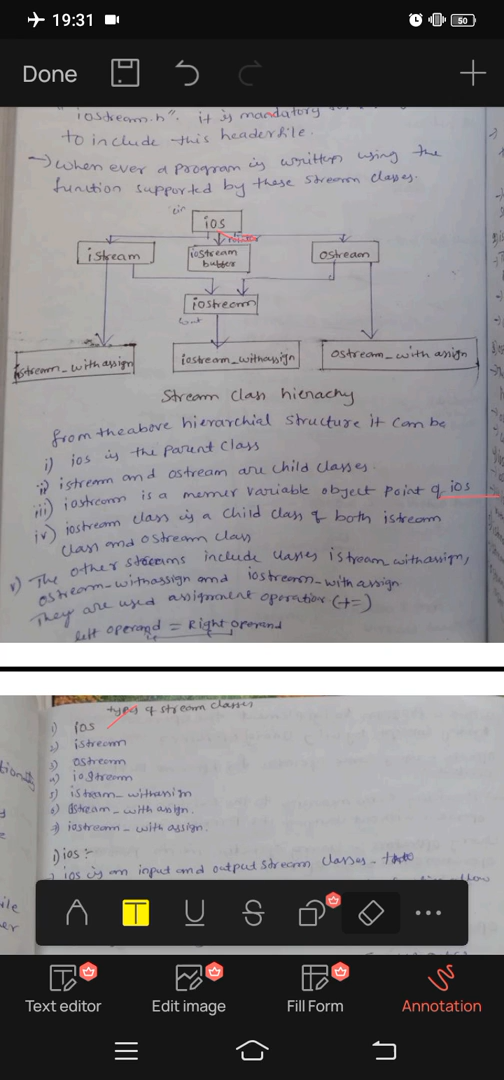 19:31
50
Done
"iostream.h". it is mandatory
to include this headerfile.
→ when ever a program is written using the
function supported by these stream classes.
ios
pointer
istream
iostream
buffer
ostream
iostream
istream_withassign
iostream_withassign
ostream_with assign
Stream class hierachy
from the above hierarchial structure it can be
i) ios is the parent class
ii) istream and ostream are child classes.
iii) iostream is a memer variable object point of ios
iv) iostream class is a child class of both istream
class and ostream class
v) The other streams include classes istream_withassign,
ostream_withassign and iostream_with assign.
They are used assignment operation (+=)
left operand = Right operand
types of stream classes
1) ios
2) istream
3) ostream
4) iostream
5) istream_withassign
6) ostream_with assign.
7) iostream_with assign.
1) ios :-
ios is an input and output stream classes -
Text editor
Edit image
Fill Form
Annotation